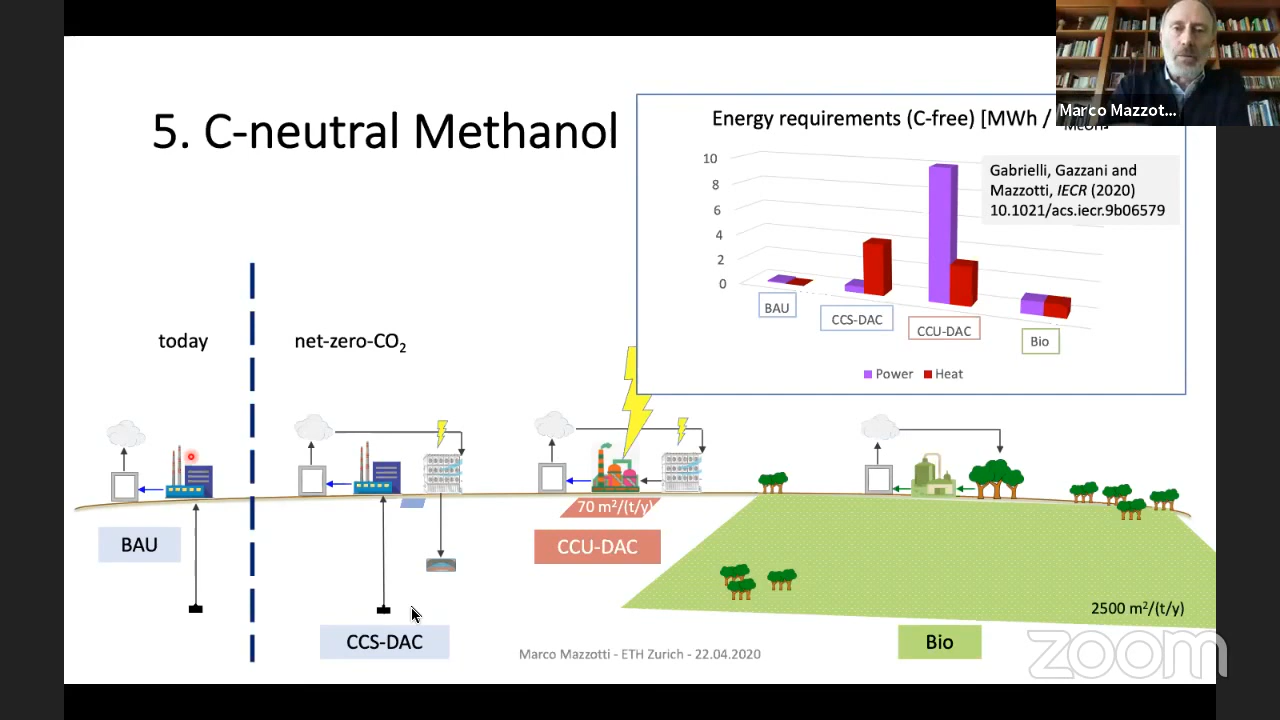 5. C-neutral Methanol
Energy requirements (C-free) [MWh /
Marco Mazzot...
10
8
6
4
2
0
Gabrielli, Gazzani and
Mazzotti, IECR (2020)
10.1021/acs.iecr.9b06579
BAU
CCS-DAC
CCU-DAC
Bio
Power Heat
today
net-zero-CO₂
70 m²/(t/y)
BAU
CCU-DAC
2500 m²/(t/y)
CCS-DAC
Bio
Marco Mazzotti - ETH Zurich - 22.04.2020
zoom